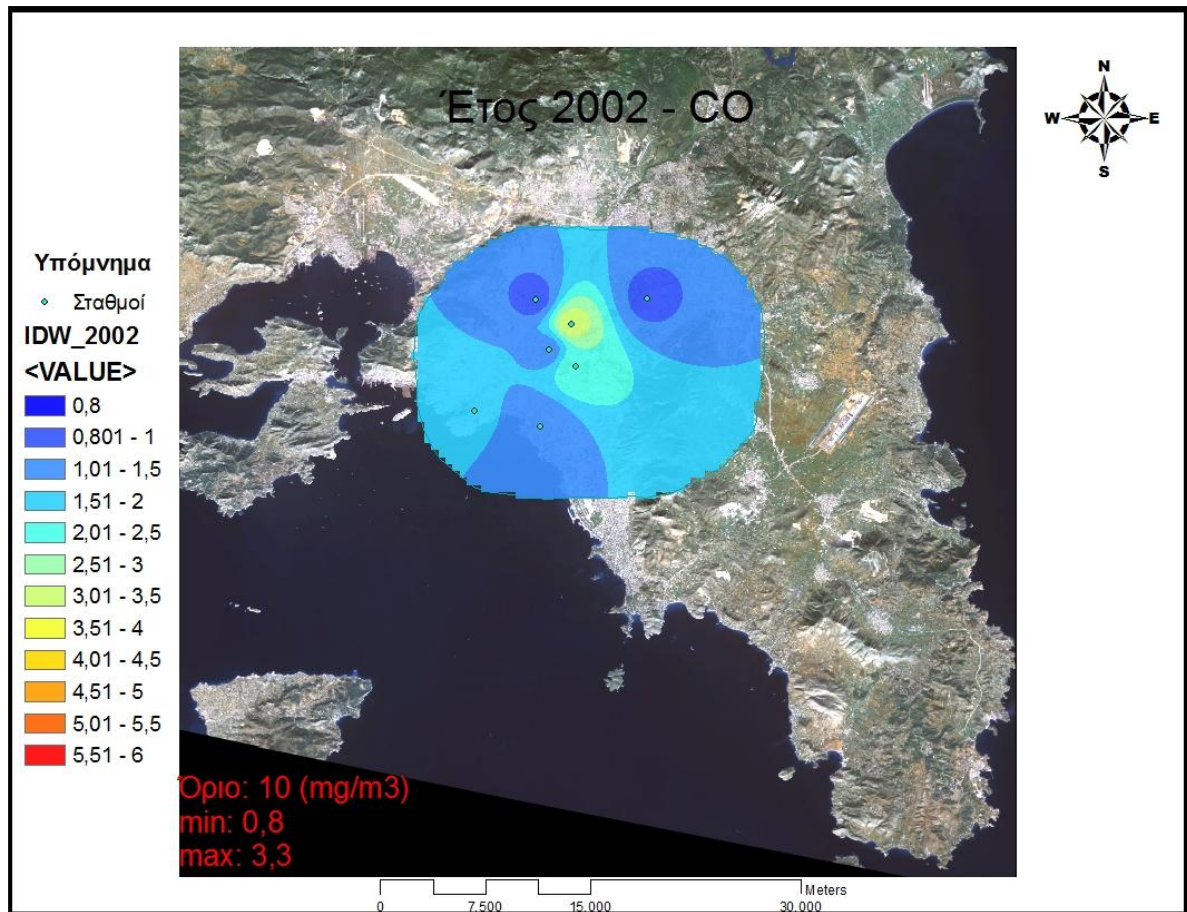 Έτος 2002 - CO
N
W E
S
Υπόμνημα
Σταθμοί
IDW_2002
<VALUE>
0,8
0,801 - 1
1,01 - 1,5
1,51 - 2
2,01 - 2,5
2,51 - 3
3,01 - 3,5
3,51 - 4
4,01 - 4,5
4,51 - 5
5,01 - 5,5
5,51 - 6
Όριο: 10 (mg/m3)
min: 0,8
max: 3,3
Meters
0 7.500 15.000 30.000